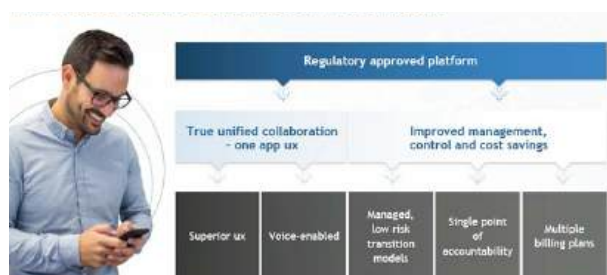 Regulatory approved platform
True unified collaboration
- one app ux
Improved management,
control and cost savings
Superior ux
Voice-enabled
Managed,
low risk
transition
models
Single point
of
accountability
Multiple
billing plans